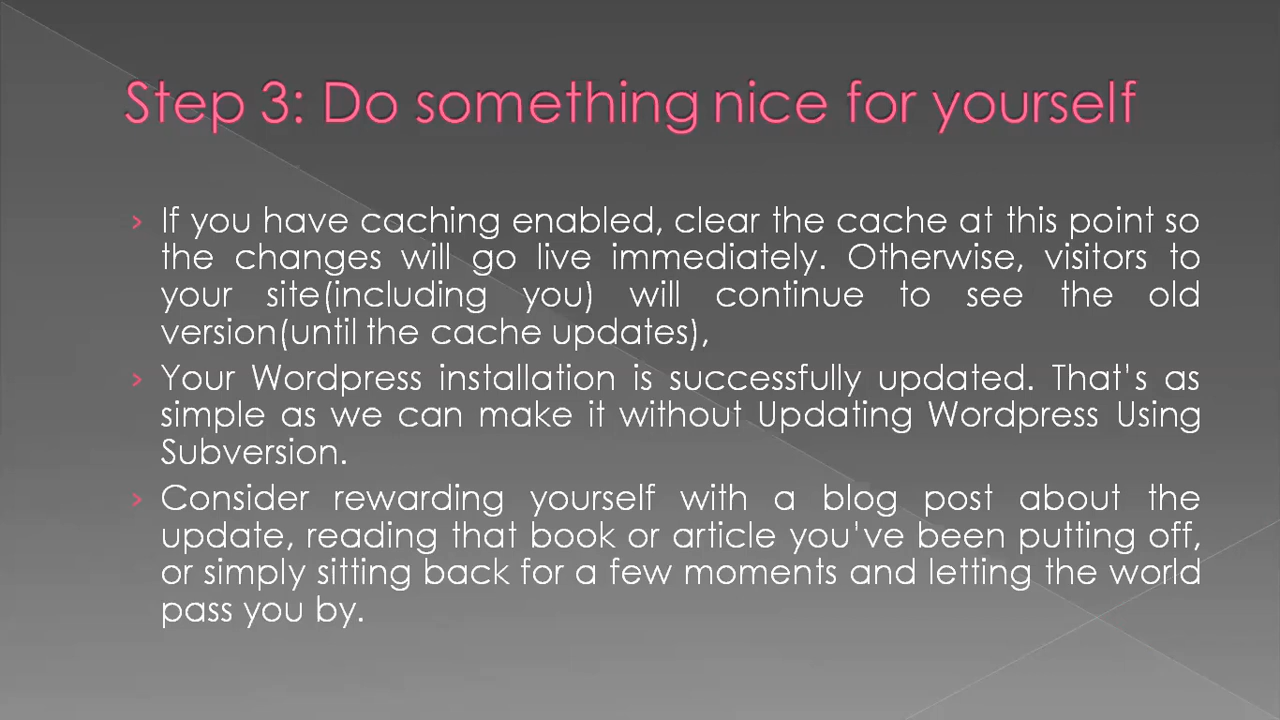 Step 3: Do something nice for yourself
› If you have caching enabled, clear the cache at this point so
the changes will go live immediately. Otherwise, visitors to
your site(including you) will continue to see the old
version(until the cache updates),
› Your Wordpress installation is successfully updated. That's as
simple as we can make it without Updating Wordpress Using
Subversion.
› Consider rewarding yourself with a blog post about the
update, reading that book or article you've been putting off,
or simply sitting back for a few moments and letting the world
pass you by.